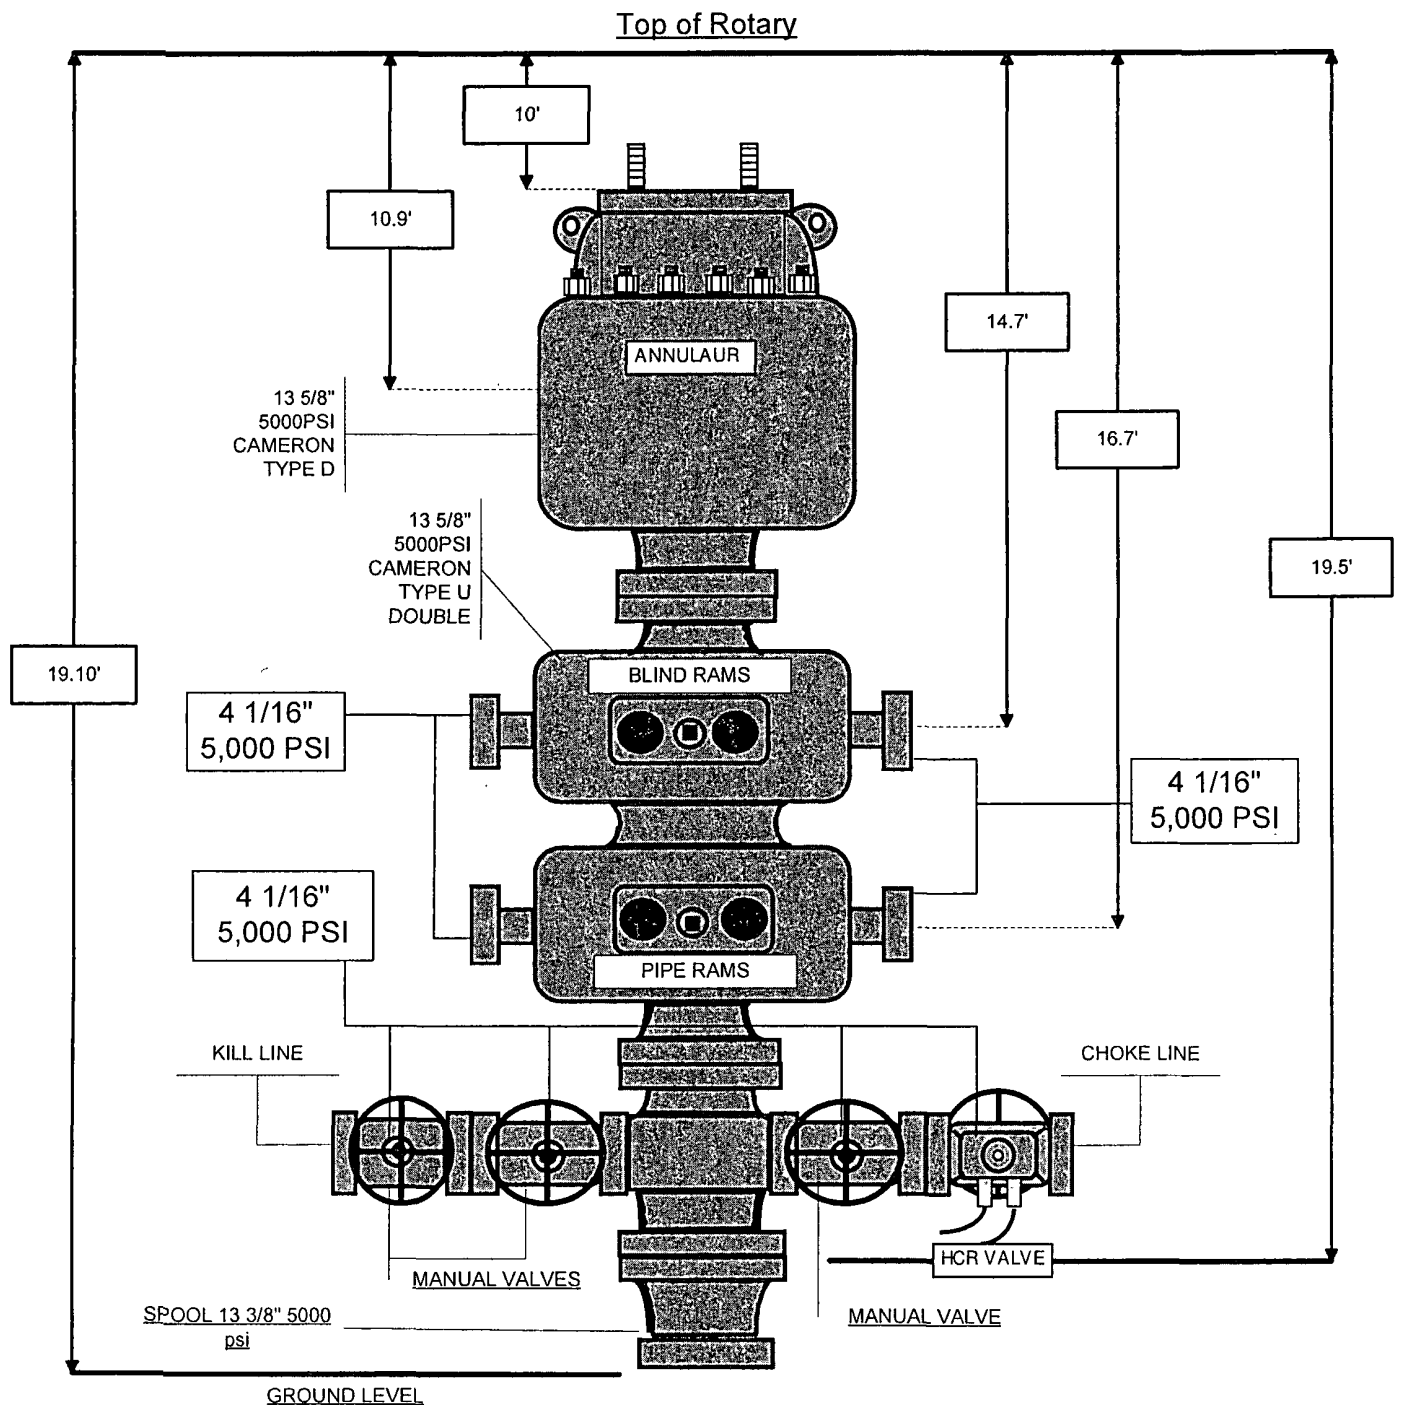 Top of Rotary
10'
10.9'
14.7'
ANNULAUR
13 5/8"
5000PSI
CAMERON
TYPE D
16.7'
13 5/8"
5000PSI
CAMERON
TYPE U
DOUBLE
19.5'
19.10'
BLIND RAMS
4 1/16"
5,000 PSI
4 1/16"
5,000 PSI
4 1/16"
5,000 PSI
PIPE RAMS
KILL LINE
CHOKE LINE
HCR VALVE
MANUAL VALVES
SPOOL 13 3/8" 5000
psi
MANUAL VALVE
GROUND LEVEL